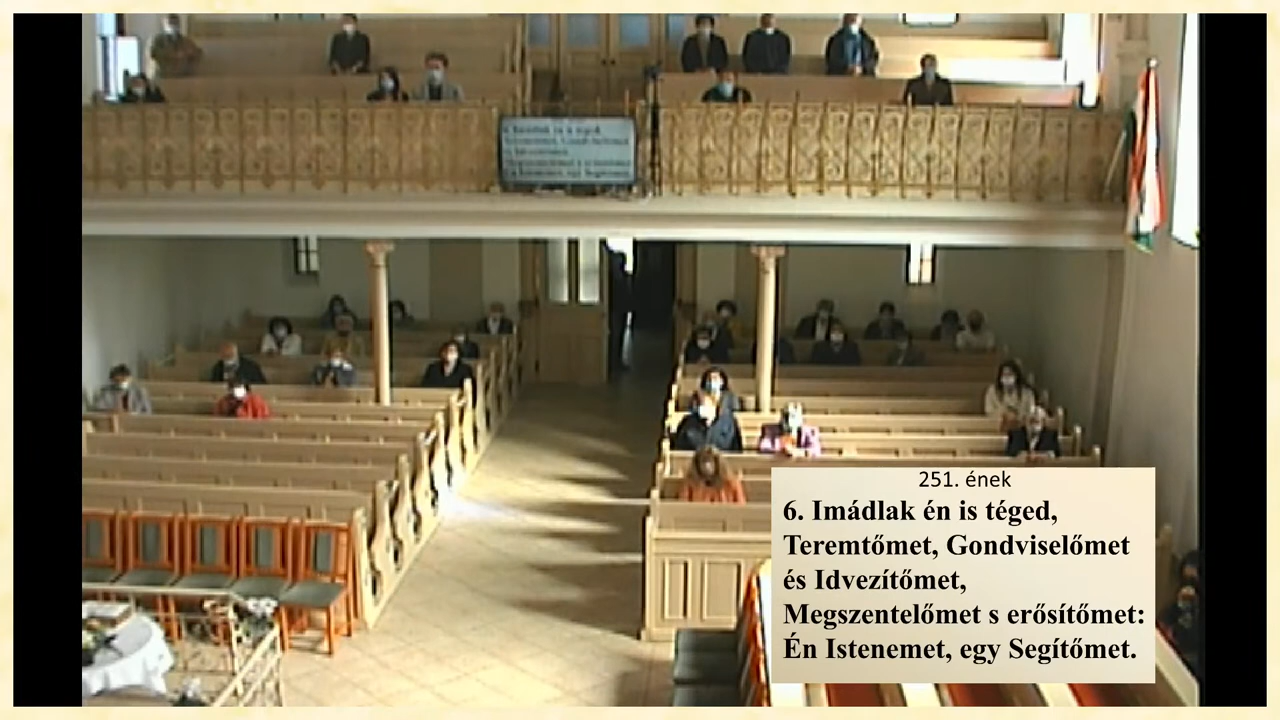 251. ének
6. Imádlak én is téged,
Teremtőmet, Gondviselőmet
és Idvezítőmet,
Megszentelőmet s erősítőmet:
Én Istenemet, egy Segítőmet.